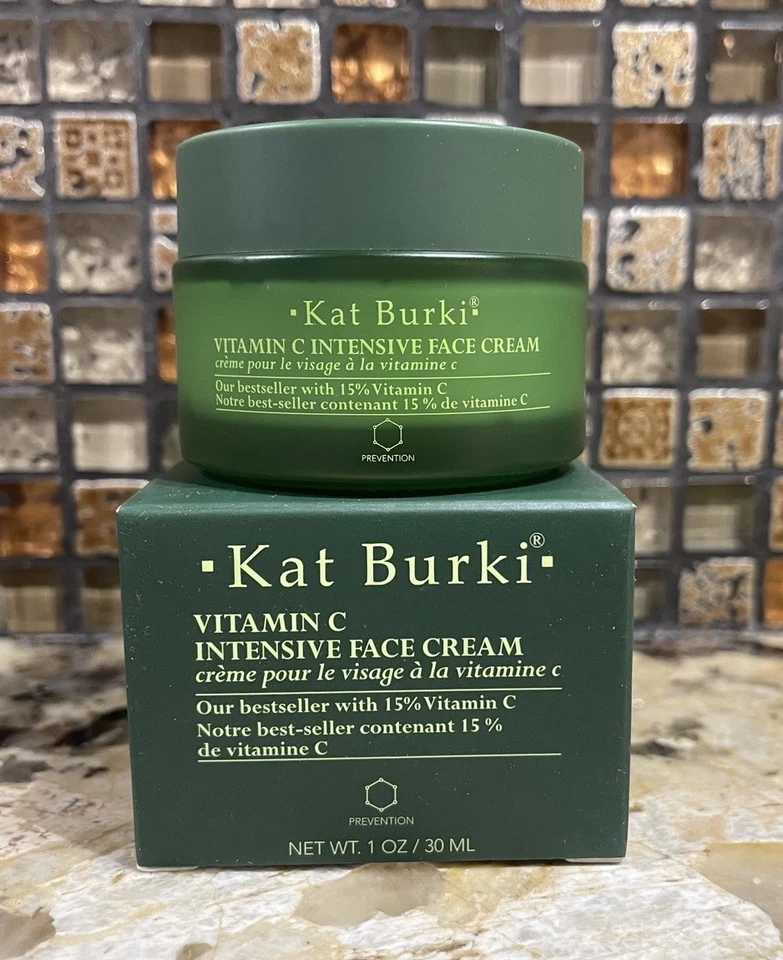 ·Kat Burki·®
VITAMIN C INTENSIVE FACE CREAM
crème pour le visage à la vitamine c
Our bestseller with 15% Vitamin C
Notre best-seller contenant 15 % de vitamine C
PREVENTION
·Kat Burki·®
VITAMIN C
INTENSIVE FACE CREAM
crème pour le visage à la vitamine c
Our bestseller with 15% Vitamin C
Notre best-seller contenant 15 %
de vitamine C
PREVENTION
NET WT. 1 OZ / 30 ML